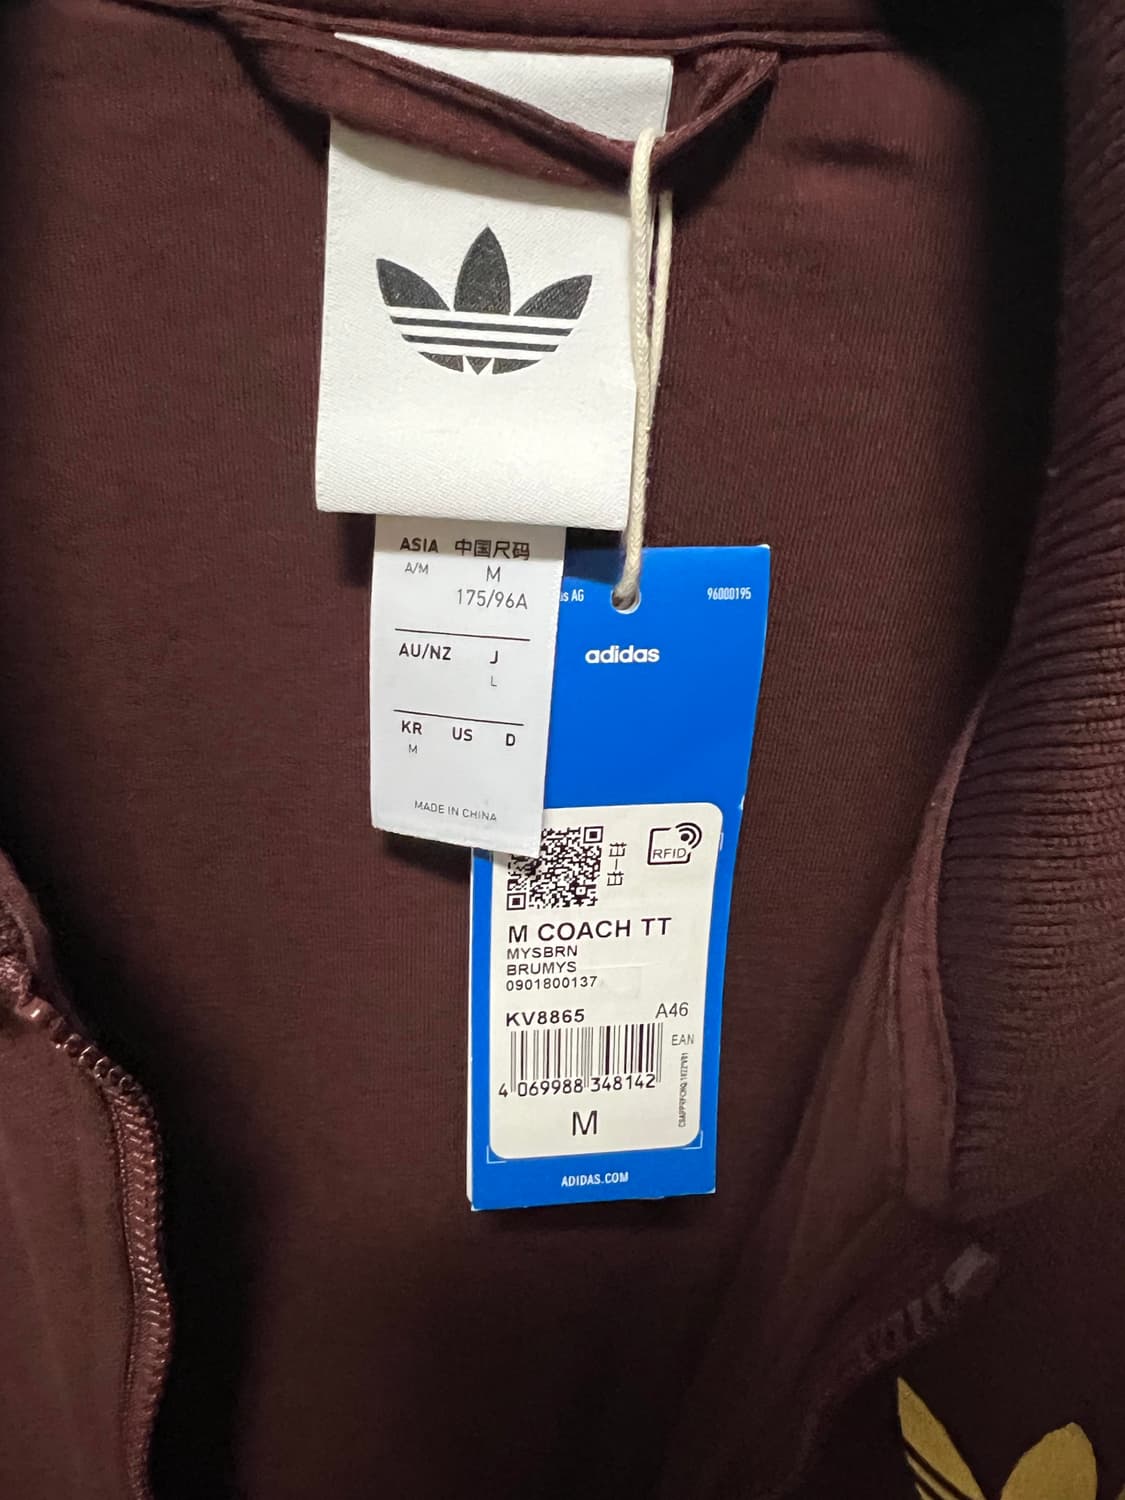 ASIA 中国尺码
A/M M
175/96A
AU/NZ J
L
KR US D
M
MADE IN CHINA
AG 96000195
adidas
RFID
M COACH TT
MYSBRN
BRUMYS
0901800137
KV8865 A46
EAN
4 069988 348142
M
ADIDAS.COM